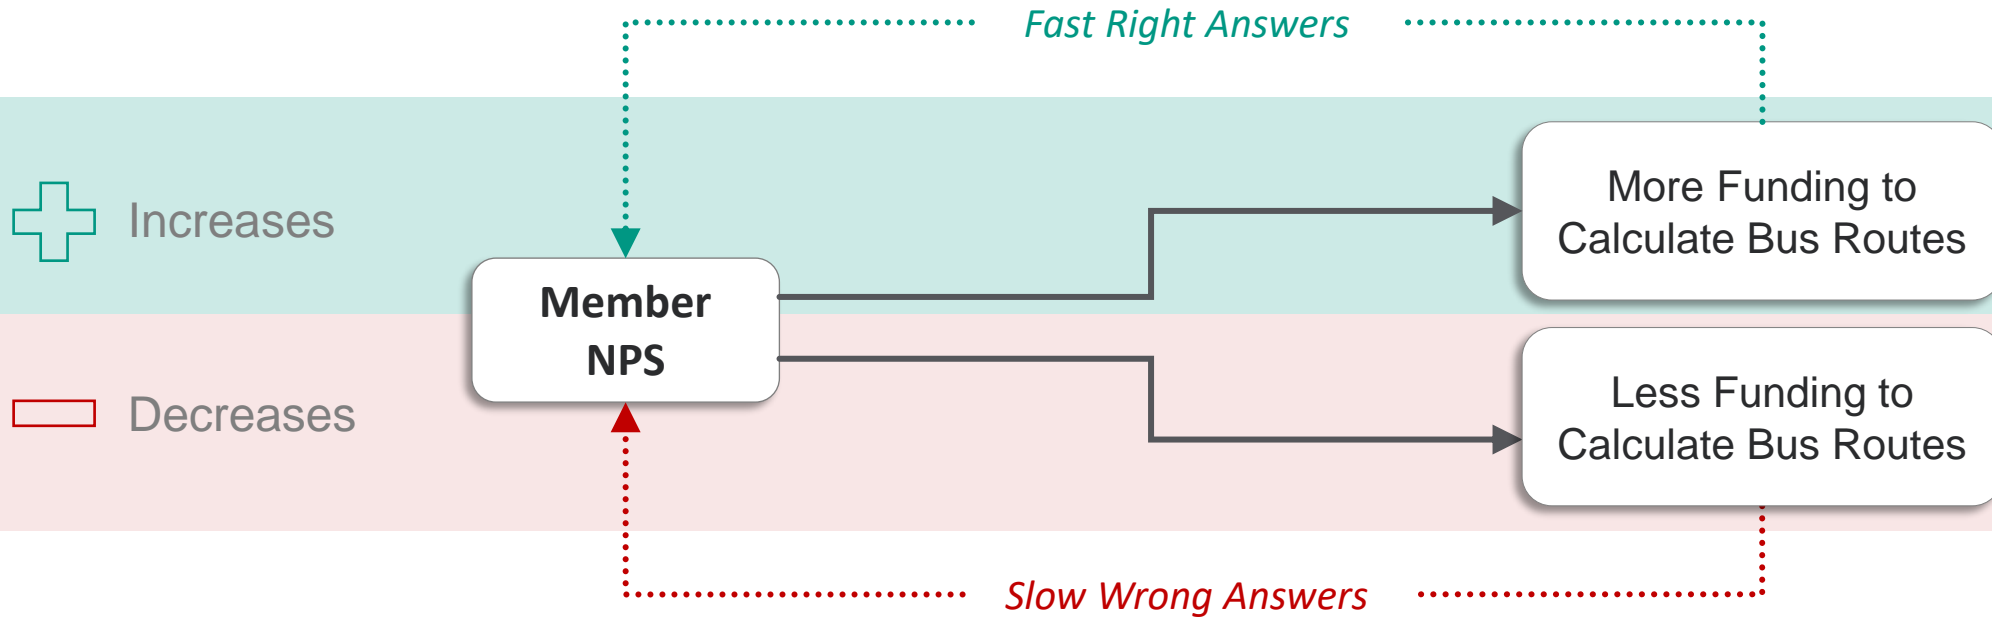 Fast Right Answers
Increases
More Funding to
Calculate Bus Routes
Member
NPS
Decreases
Less Funding to
Calculate Bus Routes
Slow Wrong Answers